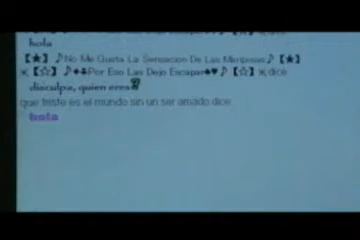 hola
【★】♪No Me Gusta La Sensacion De Las Mariposas♪【★】
【☆】♪♦♣Por Eso Las Dejo Escapar♠♥♪【☆】 dice
disculpa, quien eres?
que triste es el mundo sin un ser amado dice:
hola